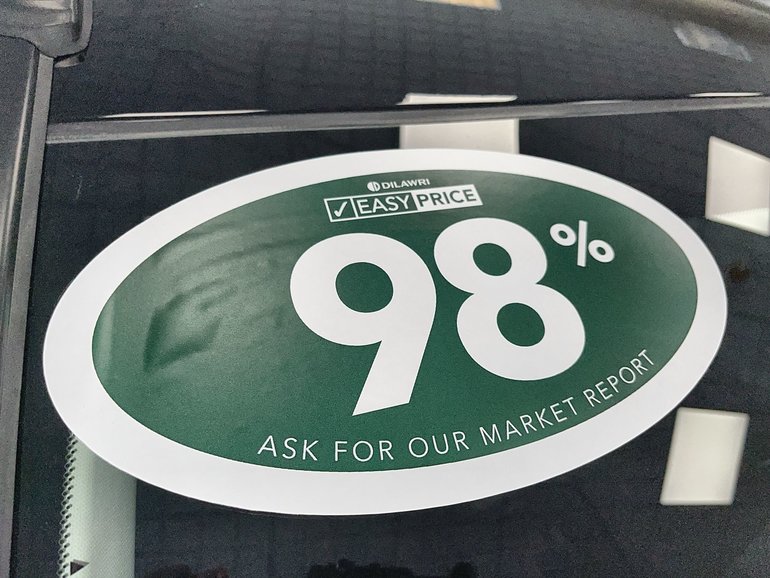 DILAWRI
✓ EASY PRICE
98%
ASK FOR OUR MARKET REPORT